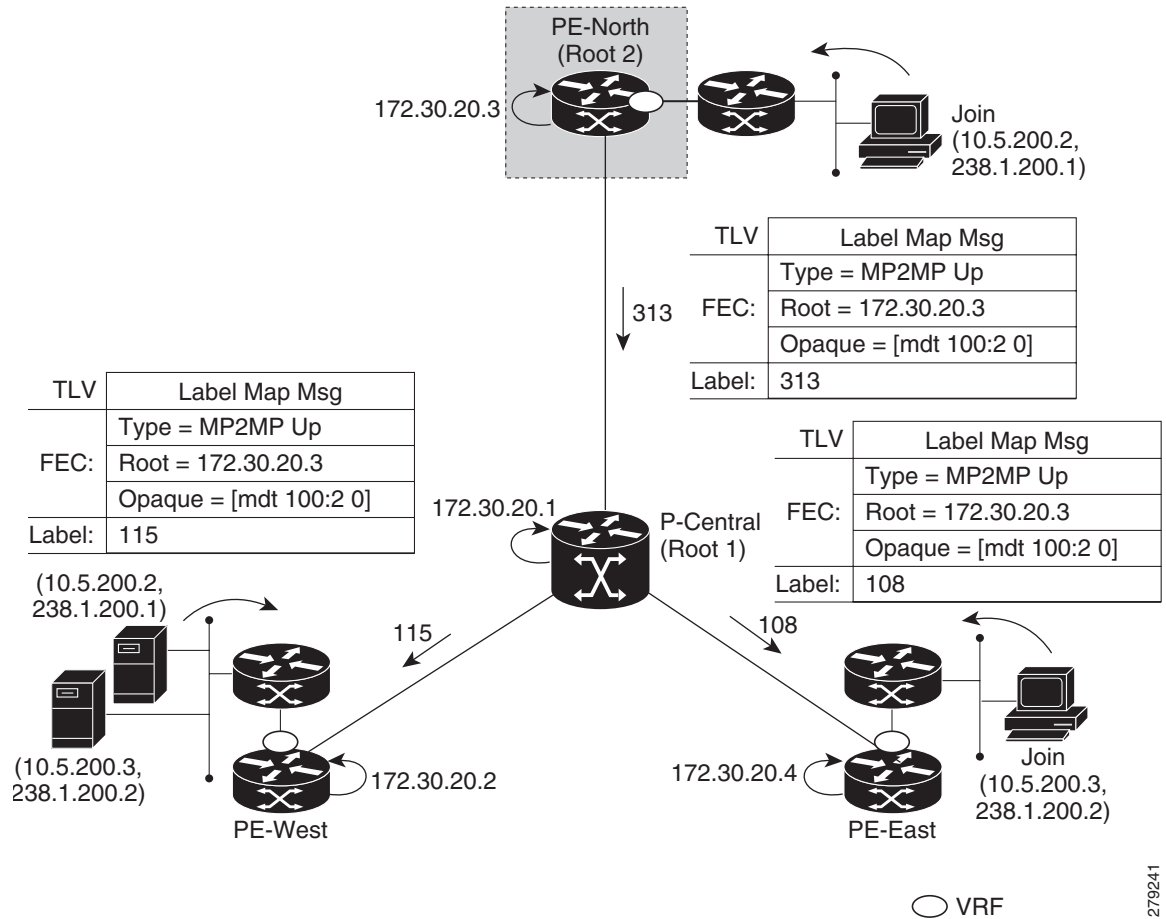 PE-North
(Root 2)
172.30.20.3
Join
(10.5.200.2,
238.1.200.1)
TLV
Label Map Msg
FEC:
Type = MP2MP Up
Root = 172.30.20.3
Opaque = [mdt 100:2 0]
Label:
313
313
TLV
Label Map Msg
FEC:
Type = MP2MP Up
Root = 172.30.20.3
Opaque = [mdt 100:2 0]
Label:
115
TLV
Label Map Msg
FEC:
Type = MP2MP Up
Root = 172.30.20.3
Opaque = [mdt 100:2 0]
Label:
108
172.30.20.1
P-Central
(Root 1)
(10.5.200.2,
238.1.200.1)
115
108
(10.5.200.3,
238.1.200.2)
172.30.20.2
PE-West
172.30.20.4
PE-East
Join
(10.5.200.3,
238.1.200.2)
VRF
279241